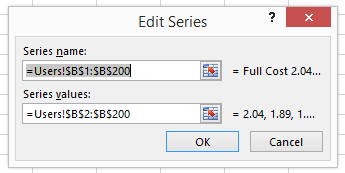 Edit Series
?
Series name:
=Users!$B$1:$B$200 = Full Cost 2.04...
Series values:
=Users!$B$2:$B$200 = 2.04, 1.89, 1....
OK Cancel